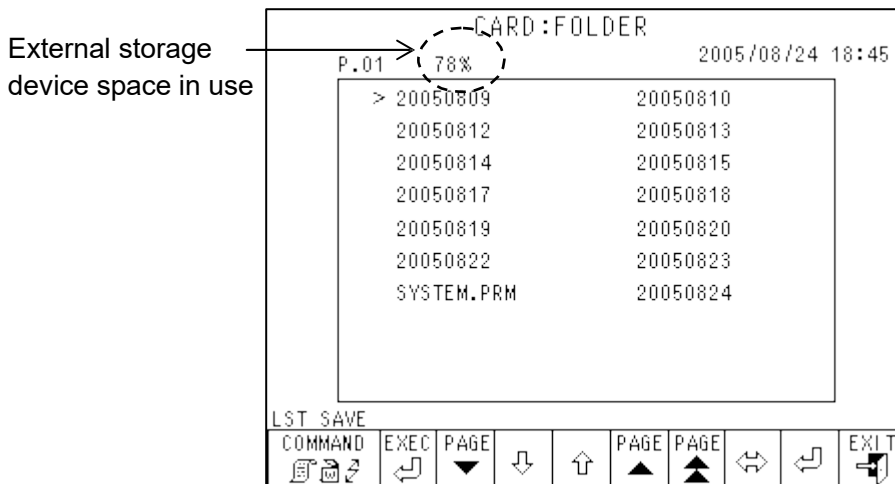 CARD:FOLDER
External storage
device space in use
P.01 78% 2005/08/24 18:45
> 20050809 20050810
20050812 20050813
20050814 20050815
20050817 20050818
20050819 20050820
20050822 20050823
SYSTEM.PRM 20050824
LST SAVE
COMMAND EXEC PAGE PAGE PAGE EXIT